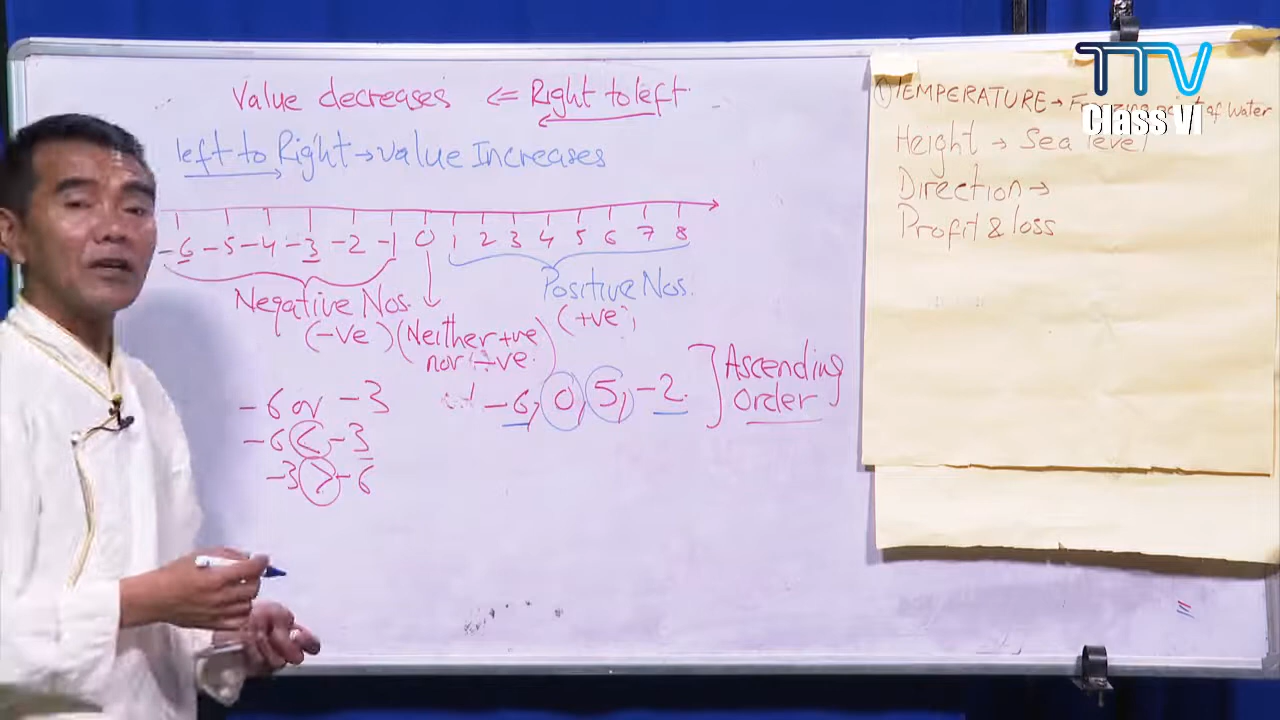 Value decreases ⇐ Right to left
left to Right → value Increases
-6 -5 -4 -3 -2 -1 0 1 2 3 4 5 6 7 8
Negative Nos.
(-ve)
(Neither +ve
nor -ve.)
Positive Nos.
(+ve)
-6 or -3
-6 < -3
-3 > -6
-6, 0, 5, -2.
Ascending
Order
TTV
Class VI
① TEMPERATURE → point of water
Height → Sea level
Direction →
Profit & loss